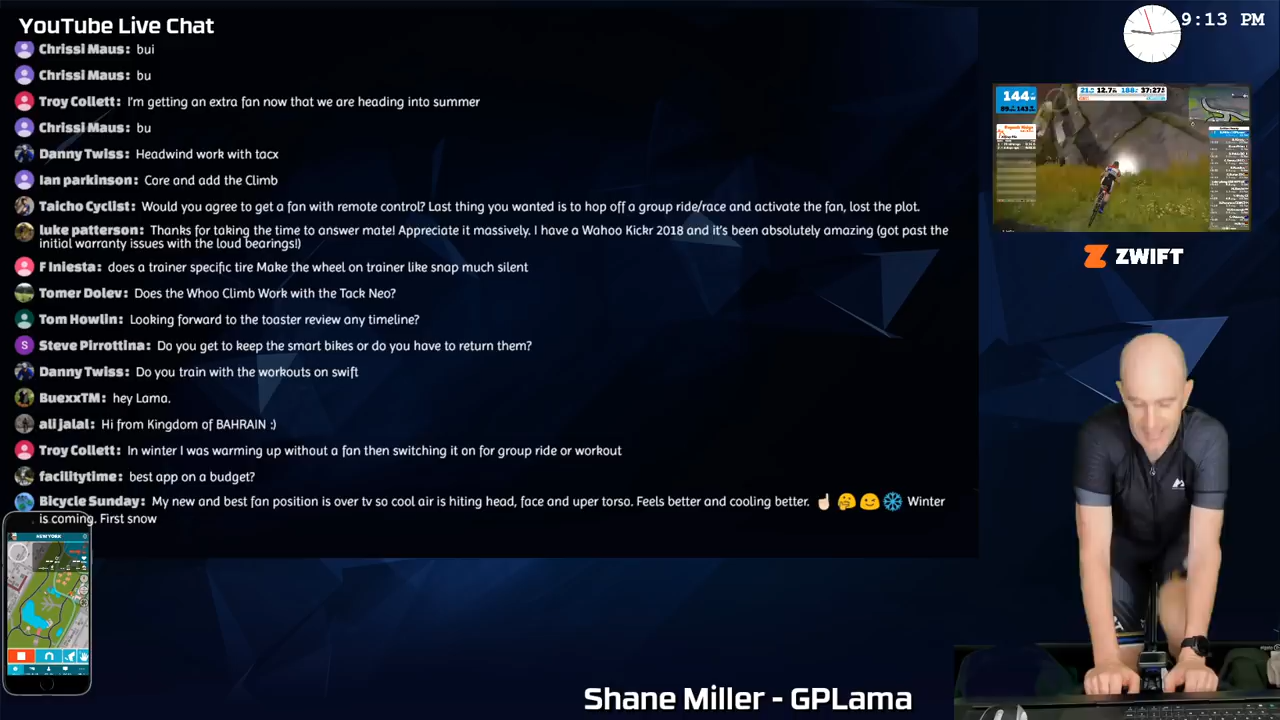 YouTube Live Chat
Chrissi Maus: bui
Chrissi Maus: bu
Troy Collett: I'm getting an extra fan now that we are heading into summer
Chrissi Maus: bu
Danny Twiss: Headwind work with tacx
Ian parkinson: Core and add the Climb
Taicho Cyclist: Would you agree to get a fan with remote control? Last thing you want is to hop off a group ride/race and activate the fan, lost the plot.
luke patterson: Thanks for taking the time to answer mate! Appreciate it massively. I have a Wahoo Kickr 2018 and it's been absolutely amazing (got past the
initial warranty issues with the loud bearings!)
F Iniesta: does a trainer specific tire Make the wheel on trainer like snap much silent
Tomer Dolev: Does the Whoo Climb Work with the Tack Neo?
Tom Howlin: Looking forward to the toaster review any timeline?
S Steve Pirrottina: Do you get to keep the smart bikes or do you have to return them?
Danny Twiss: Do you train with the workouts on swift
BuexxTM: hey Lama.
ali jalal: Hi from Kingdom of BAHRAIN :)
Troy Collett: In winter I was warming up without a fan then switching it on for group ride or workout
facilitytime: best app on a budget?
Bicycle Sunday: My new and best fan position is over tv so cool air is hiting head, face and uper torso. Feels better and cooling better. ☝🏻 🤔 😉 ❄️ Winter
is coming. First snow
9:13 PM
144
12.7
188
37:27
ZWIFT
NEW YORK
Shane Miller - GPLama